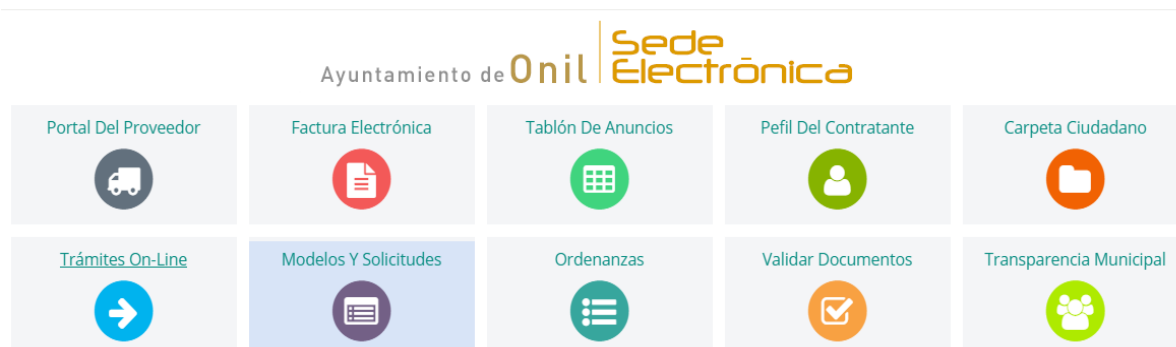 Ayuntamiento de Onil
Sede
Electrōnica
Portal Del Proveedor
Factura Electrónica
Tablón De Anuncios
Pefil Del Contratante
Carpeta Ciudadano
Trámites On-Line
Modelos Y Solicitudes
Ordenanzas
Validar Documentos
Transparencia Municipal